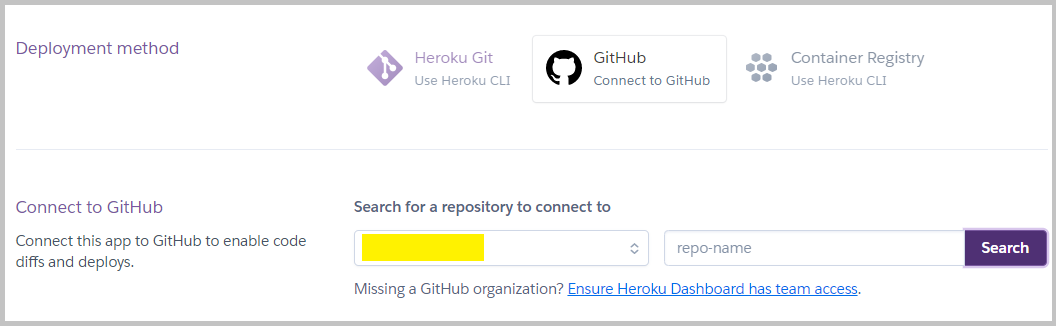 Deployment method
Heroku Git
Use Heroku CLI
GitHub
Connect to GitHub
Container Registry
Use Heroku CLI
Connect to GitHub
Connect this app to GitHub to enable code
diffs and deploys.
Search for a repository to connect to
repo-name
Search
Missing a GitHub organization? Ensure Heroku Dashboard has team access.